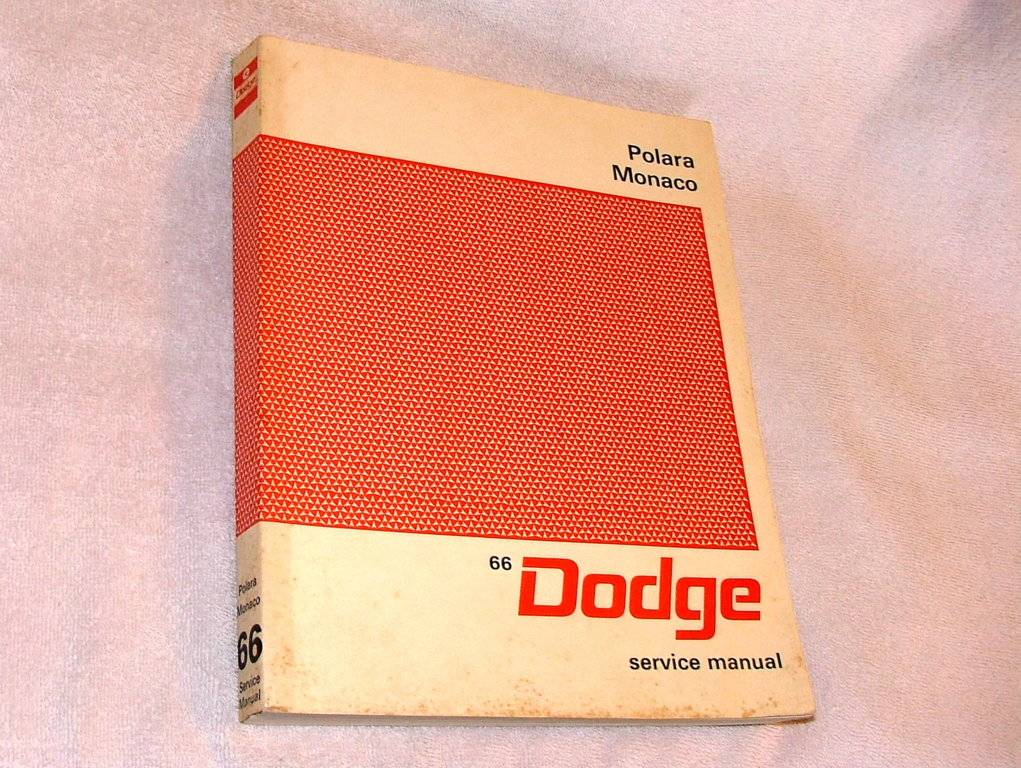 Polara
Monaco
66 Dodge
service manual
Polara
Monaco
66
Service
Manual